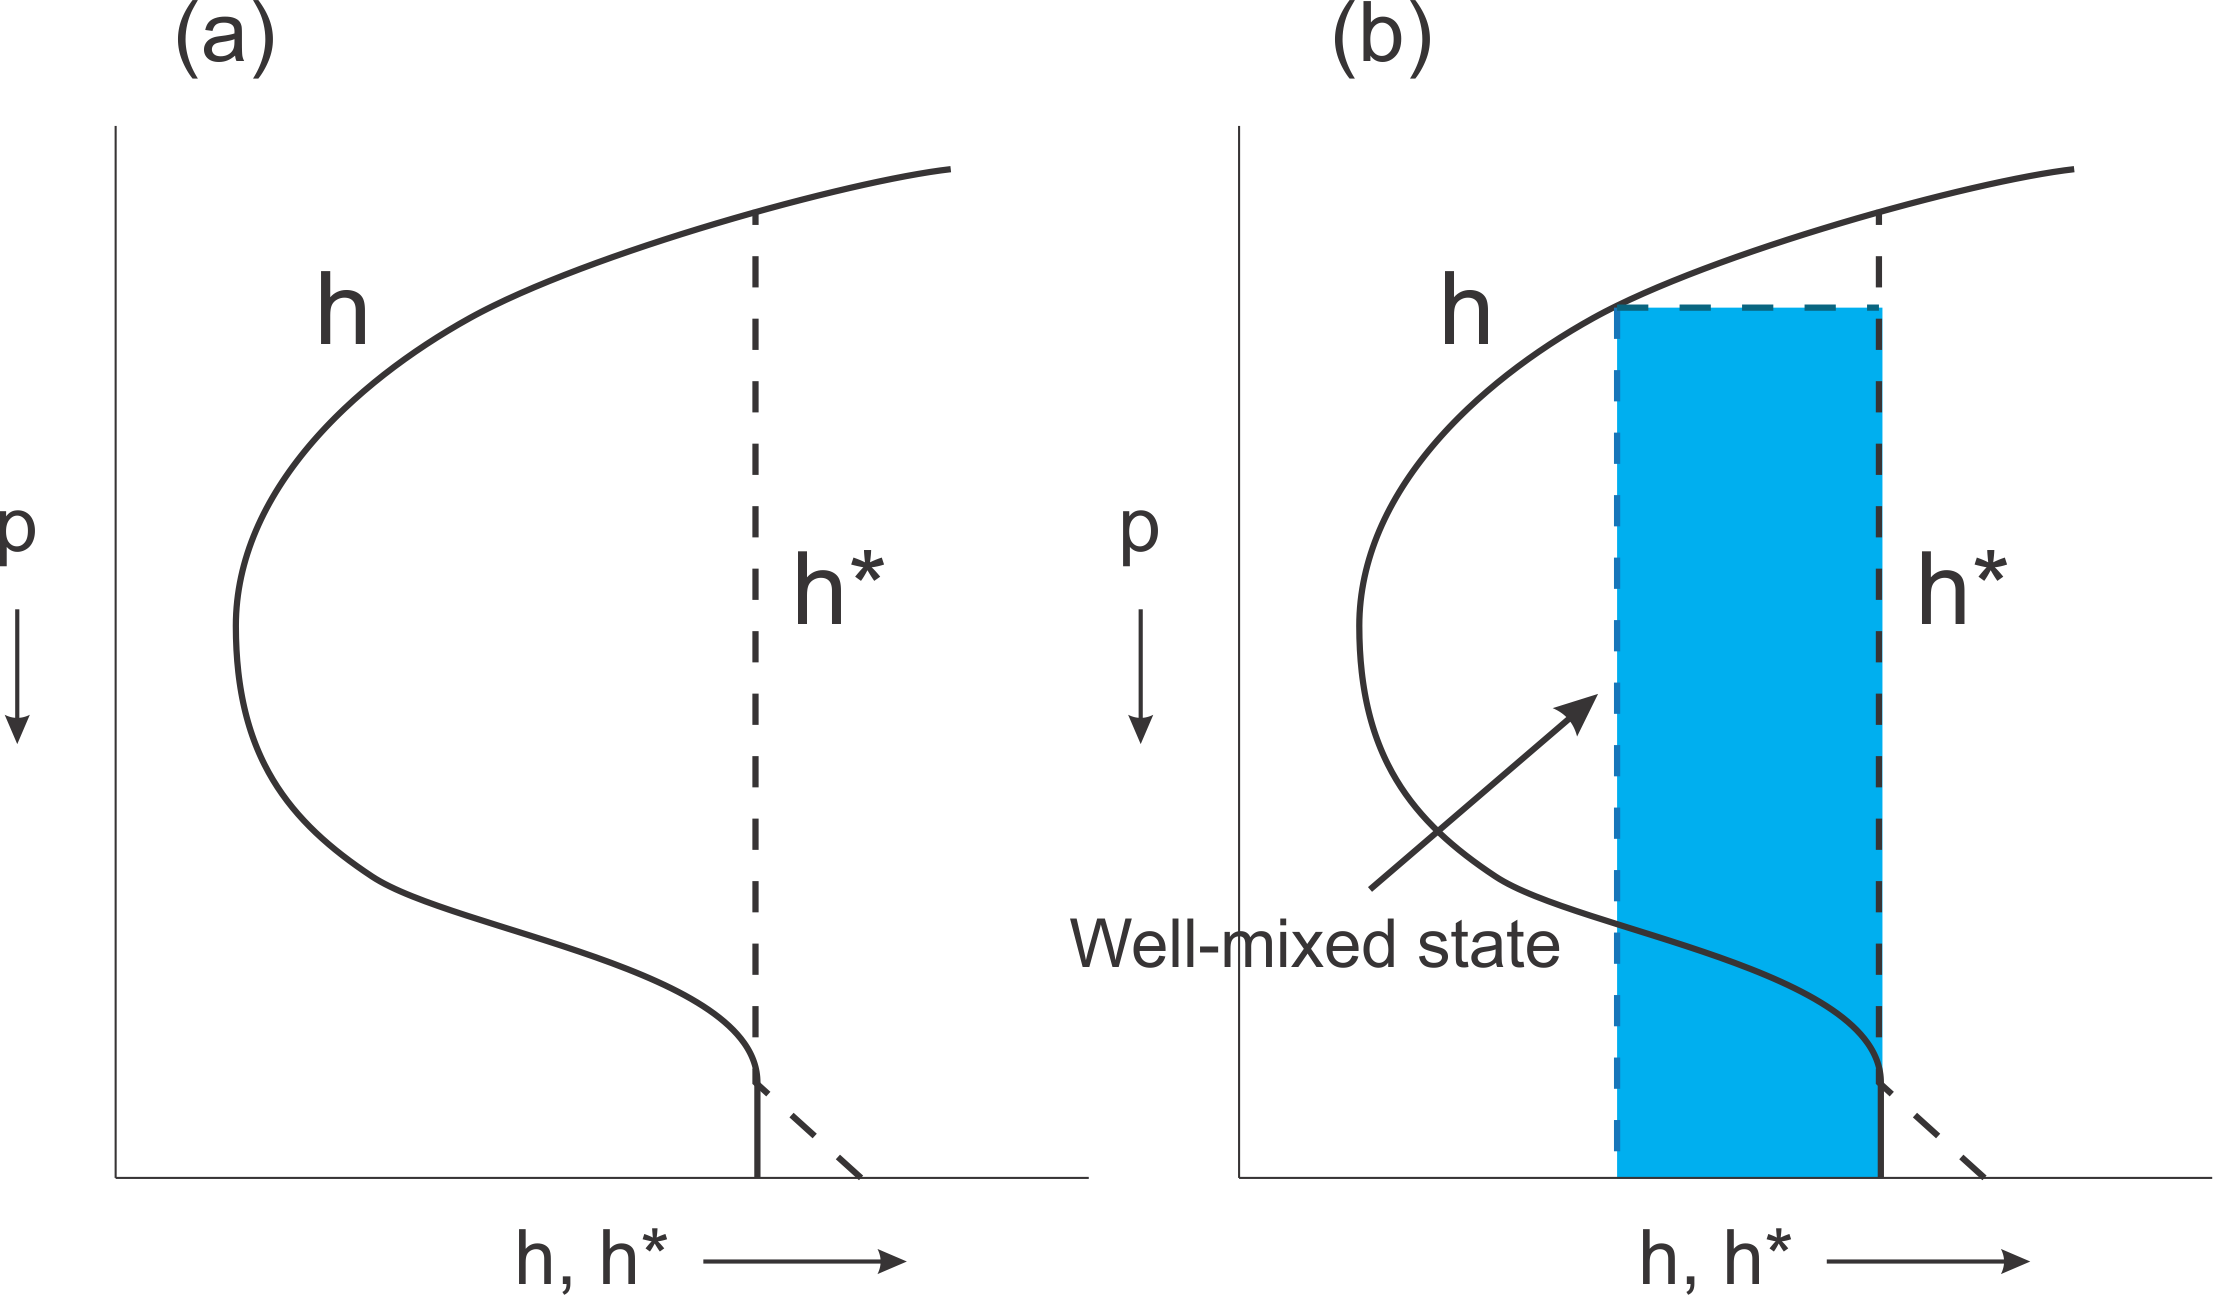 (a)
h
h*
p
h, h*
(b)
h
h*
p
Well-mixed state
h, h*